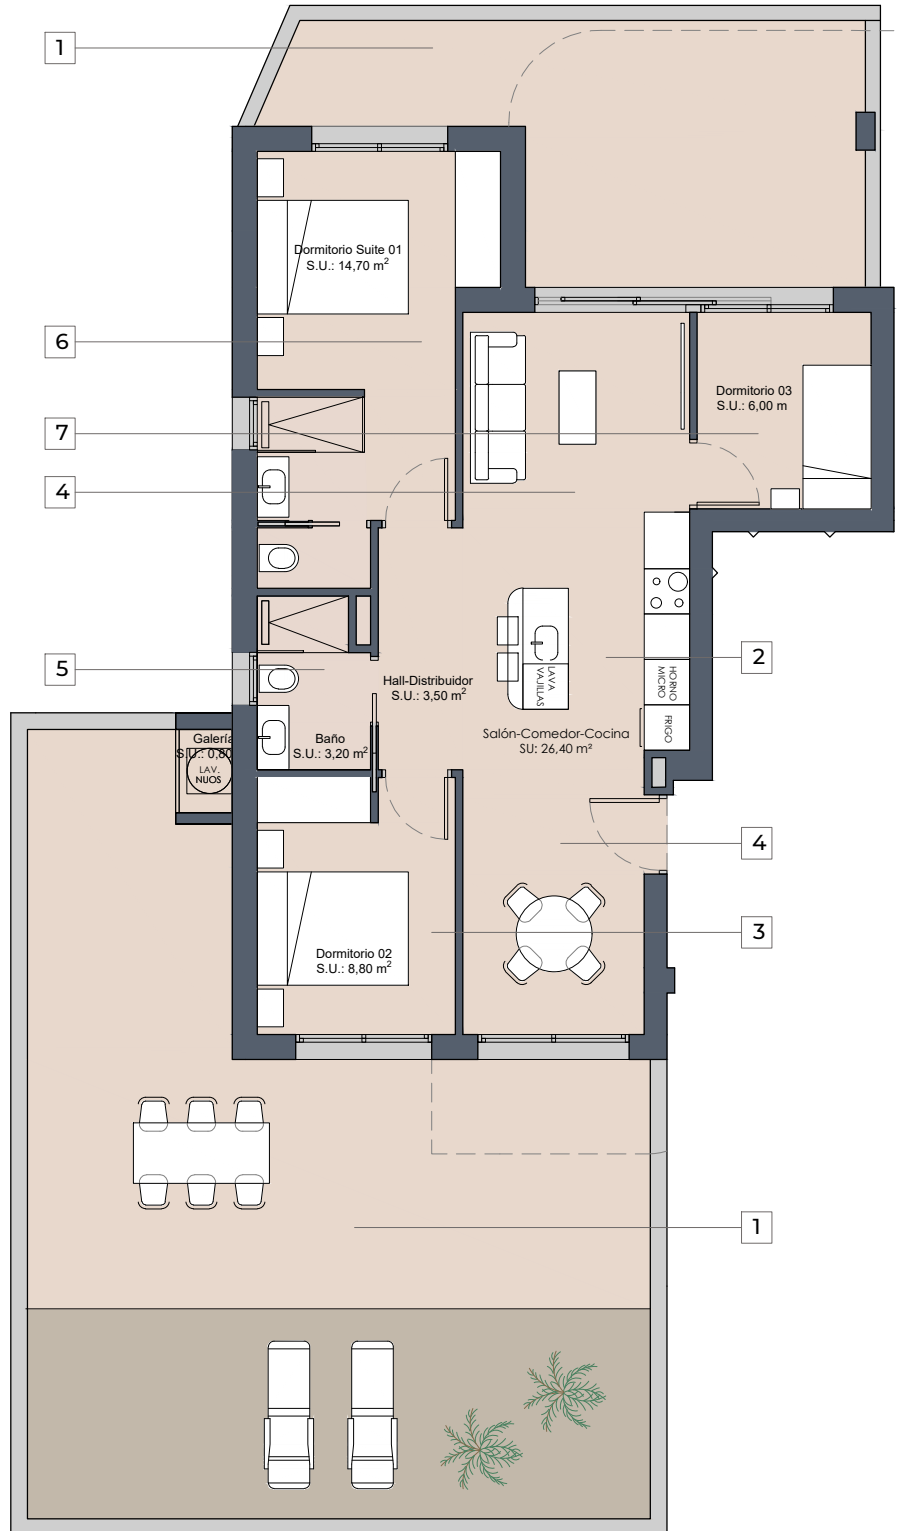 1
Dormitorio Suite 01
S.U.: 14,70 m²
6
Dormitorio 03
S.U.: 6,00 m
7
4
HORNO
MICRO
FRIGO
LAVA
VAJILLAS
2
5
Hall-Distribuidor
S.U.: 3,50 m²
Salón-Comedor-Cocina
SU: 26,40 m²
Galería
S.U.: 0,80
LAV.
NUOS
Baño
S.U.: 3,20 m²
4
3
Dormitorio 02
S.U.: 8,80 m²
1